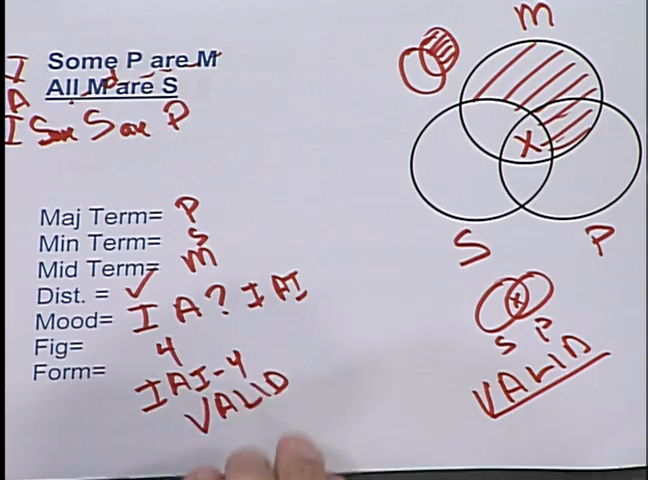 I Some P are M
A All M are S
I Some S are P
M
S
P
Maj Term= P
Min Term= S
Mid Term= M
Dist. = ✓
Mood= I A ? IAI
Fig= 4
Form= IAI-4
VALID
X
x
S P
VALID